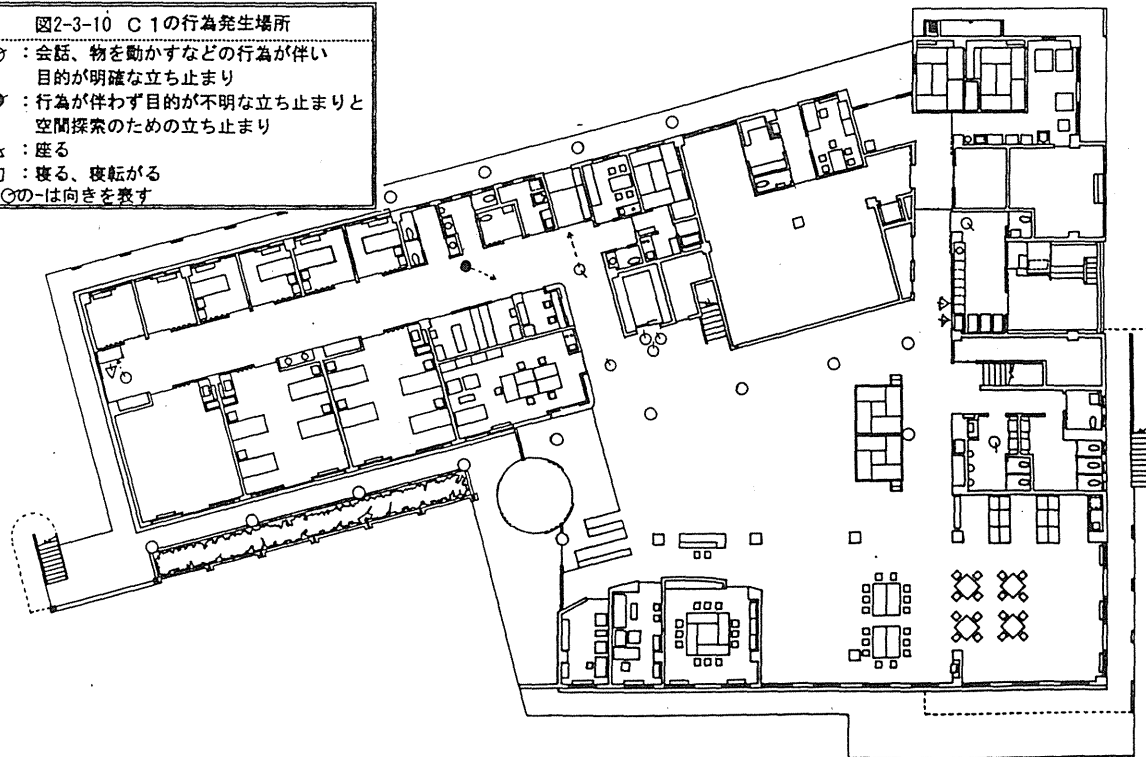 図2-3-10 C1の行為発生場所
：会話、物を動かすなどの行為が伴い
目的が明確な立ち止まり
：行為が伴わず目的が不明な立ち止まりと
空間探索のための立ち止まり
：座る
：寝る、寝転がる
の-は向きを表す